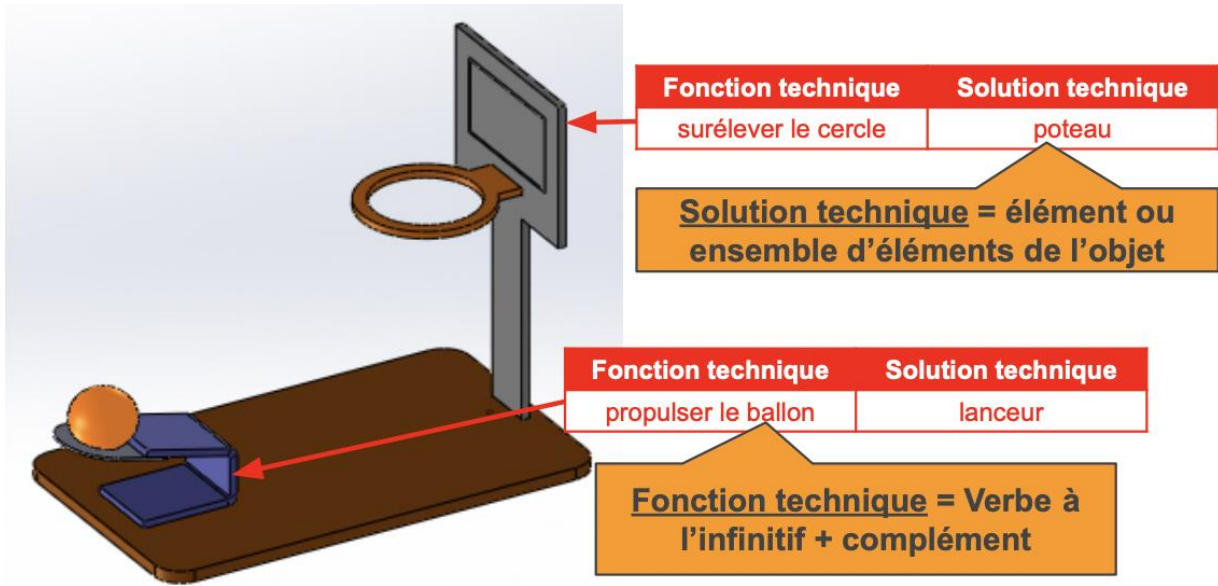 Fonction technique Solution technique
surélever le cercle poteau
Solution technique = élément ou
ensemble d’éléments de l’objet
Fonction technique Solution technique
propulser le ballon lanceur
Fonction technique = Verbe à
l’infinitif + complément